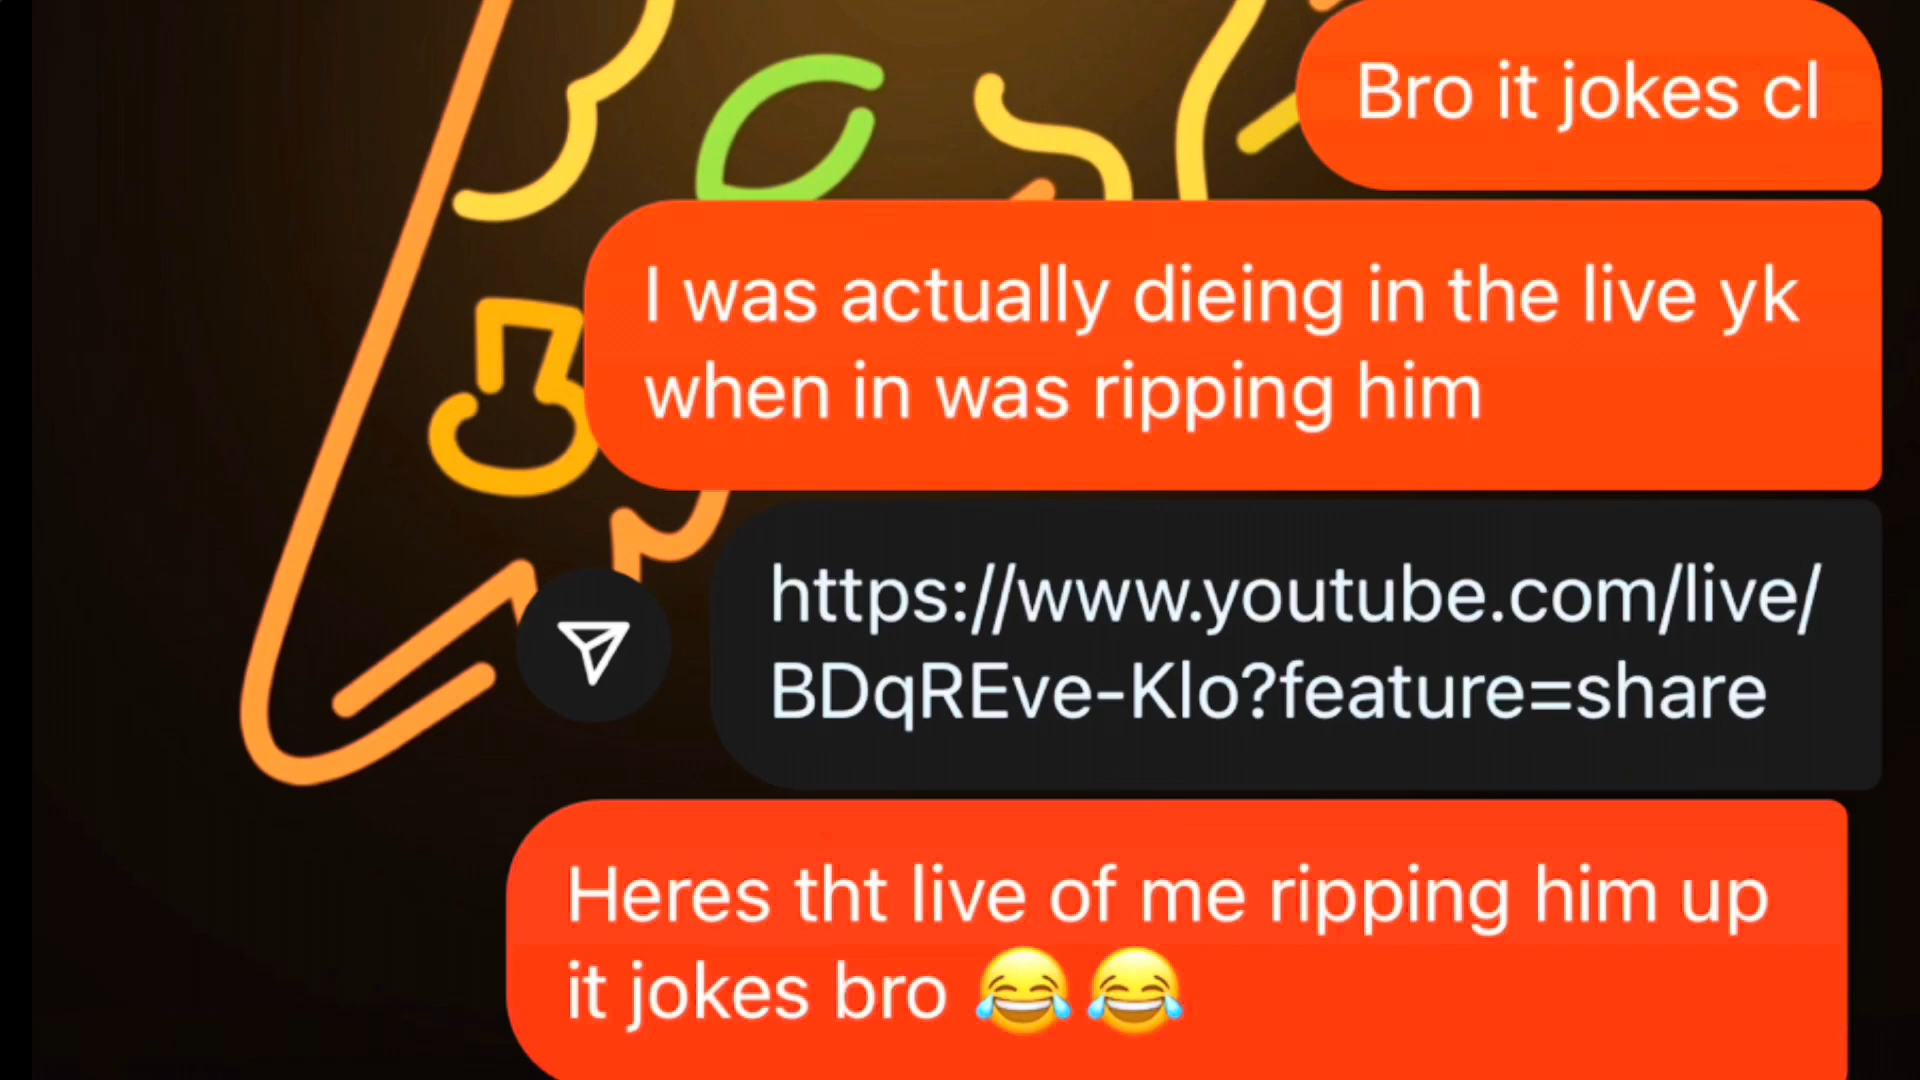 Bro it jokes cl
I was actually dieing in the live yk
when in was ripping him
https://www.youtube.com/live/
BDqREve-Klo?feature=share
Heres tht live of me ripping him up
it jokes bro 😂 😂